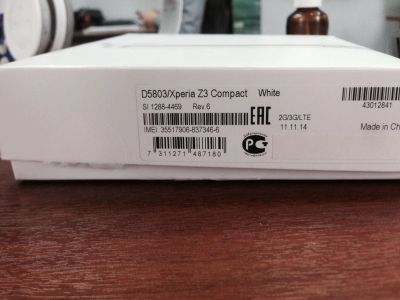 D5803/Xperia Z3 Compact White
SI 1288-4469 Rev.6
43012841
EAC
2G/3G/LTE
11.11.14
IMEI: 35517906-837346-6
Made in Ch
7 311271 487180